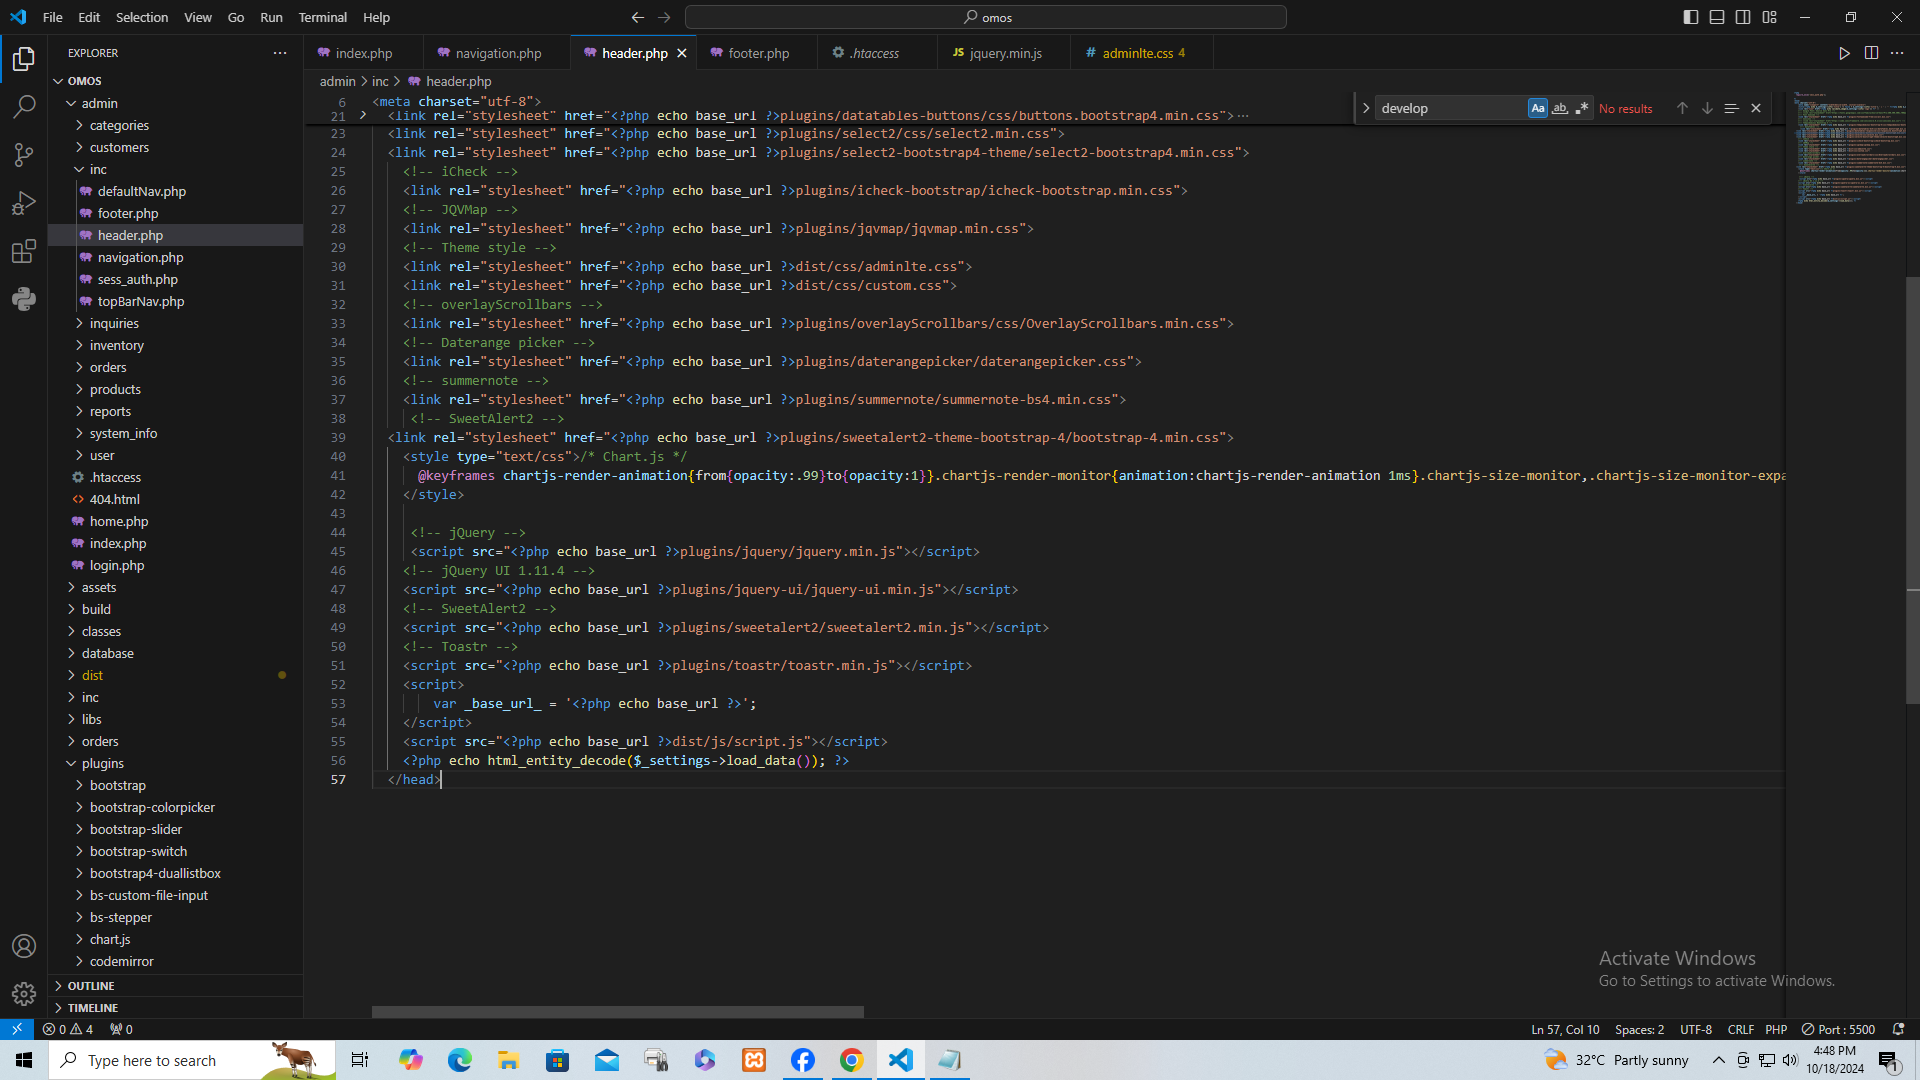 File Edit Selection View Go Run Terminal Help
omos
EXPLORER
index.php
navigation.php
header.php
footer.php
.htaccess
JS jquery.min.js
# adminlte.css 4
admin > inc > header.php
OMOS
admin
categories
customers
inc
defaultNav.php
footer.php
header.php
navigation.php
sess_auth.php
topBarNav.php
inquiries
inventory
orders
products
reports
system_info
user
.htaccess
404.html
home.php
index.php
login.php
assets
build
classes
database
dist
inc
libs
orders
plugins
bootstrap
bootstrap-colorpicker
bootstrap-slider
bootstrap-switch
bootstrap4-duallistbox
bs-custom-file-input
bs-stepper
chart.js
codemirror
OUTLINE
TIMELINE
develop
Aa ab .* No results
6 <meta charset="utf-8">
21 <link rel="stylesheet" href="<?php echo base_url ?>plugins/datatables-buttons/css/buttons.bootstrap4.min.css">…
23 <link rel="stylesheet" href="<?php echo base_url ?>plugins/select2/css/select2.min.css">
24 <link rel="stylesheet" href="<?php echo base_url ?>plugins/select2-bootstrap4-theme/select2-bootstrap4.min.css">
25 <!-- iCheck -->
26 <link rel="stylesheet" href="<?php echo base_url ?>plugins/icheck-bootstrap/icheck-bootstrap.min.css">
27 <!-- JQVMap -->
28 <link rel="stylesheet" href="<?php echo base_url ?>plugins/jqvmap/jqvmap.min.css">
29 <!-- Theme style -->
30 <link rel="stylesheet" href="<?php echo base_url ?>dist/css/adminlte.css">
31 <link rel="stylesheet" href="<?php echo base_url ?>dist/css/custom.css">
32 <!-- overlayScrollbars -->
33 <link rel="stylesheet" href="<?php echo base_url ?>plugins/overlayScrollbars/css/OverlayScrollbars.min.css">
34 <!-- Daterange picker -->
35 <link rel="stylesheet" href="<?php echo base_url ?>plugins/daterangepicker/daterangepicker.css">
36 <!-- summernote -->
37 <link rel="stylesheet" href="<?php echo base_url ?>plugins/summernote/summernote-bs4.min.css">
38 <!-- SweetAlert2 -->
39 <link rel="stylesheet" href="<?php echo base_url ?>plugins/sweetalert2-theme-bootstrap-4/bootstrap-4.min.css">
40 <style type="text/css">/* Chart.js */
41 @keyframes chartjs-render-animation{from{opacity:.99}to{opacity:1}}.chartjs-render-monitor{animation:chartjs-render-animation 1ms}.chartjs-size-monitor,.chartjs-size-monitor-expa
42 </style>
43
44 <!-- jQuery -->
45 <script src="<?php echo base_url ?>plugins/jquery/jquery.min.js"></script>
46 <!-- jQuery UI 1.11.4 -->
47 <script src="<?php echo base_url ?>plugins/jquery-ui/jquery-ui.min.js"></script>
48 <!-- SweetAlert2 -->
49 <script src="<?php echo base_url ?>plugins/sweetalert2/sweetalert2.min.js"></script>
50 <!-- Toastr -->
51 <script src="<?php echo base_url ?>plugins/toastr/toastr.min.js"></script>
52 <script>
53 var _base_url_ = '<?php echo base_url ?>';
54 </script>
55 <script src="<?php echo base_url ?>dist/js/script.js"></script>
56 <?php echo html_entity_decode($_settings->load_data()); ?>
57 </head>
Activate Windows
Go to Settings to activate Windows.
0 4 0
Ln 57, Col 10 Spaces: 2 UTF-8 CRLF PHP Port : 5500
Type here to search
32°C Partly sunny
4:48 PM
10/18/2024
1